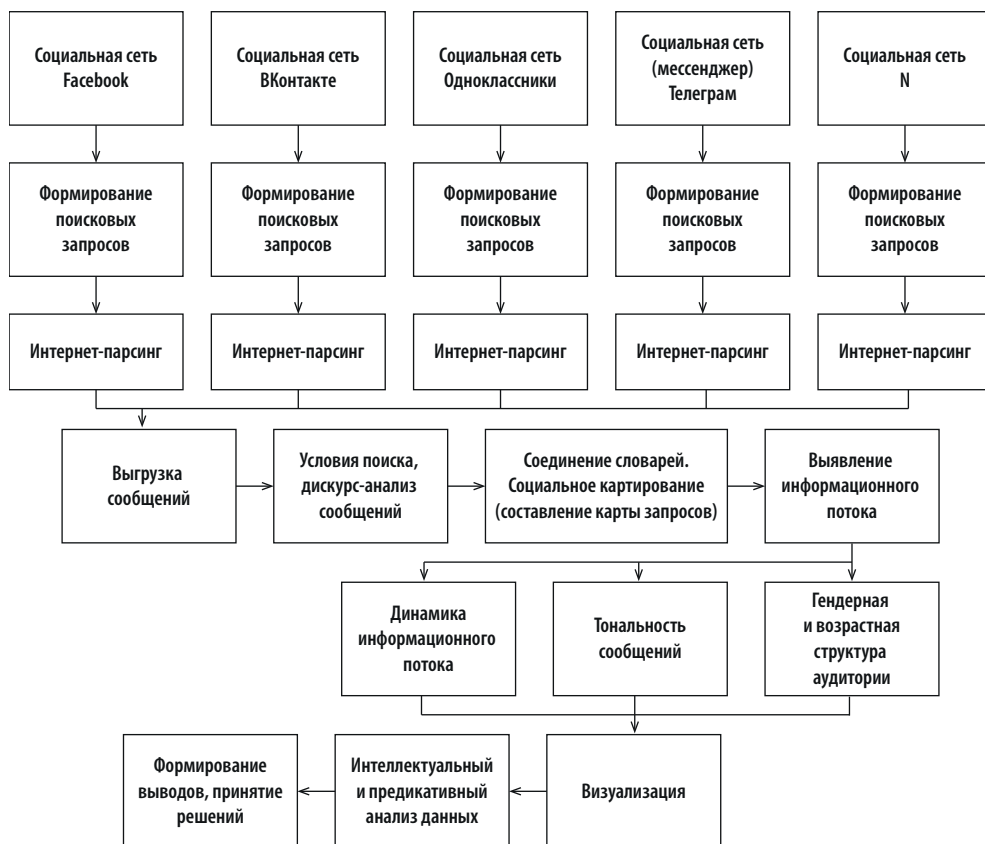 Социальная сеть
Facebook
Социальная сеть
ВКонтакте
Социальная сеть
Одноклассники
Социальная сеть
(мессенджер)
Телеграм
Социальная сеть
N
Формирование
поисковых
запросов
Формирование
поисковых
запросов
Формирование
поисковых
запросов
Формирование
поисковых
запросов
Формирование
поисковых
запросов
Интернет-парсинг
Интернет-парсинг
Интернет-парсинг
Интернет-парсинг
Интернет-парсинг
Выгрузка
сообщений
Условия поиска,
дискурс-анализ
сообщений
Соединение словарей.
Социальное картирование
(составление карты запросов)
Выявление
информационного
потока
Динамика
информационного
потока
Тональность
сообщений
Гендерная
и возрастная
структура
аудитории
Формирование
выводов, принятие
решений
Интеллектуальный
и предикативный
анализ данных
Визуализация